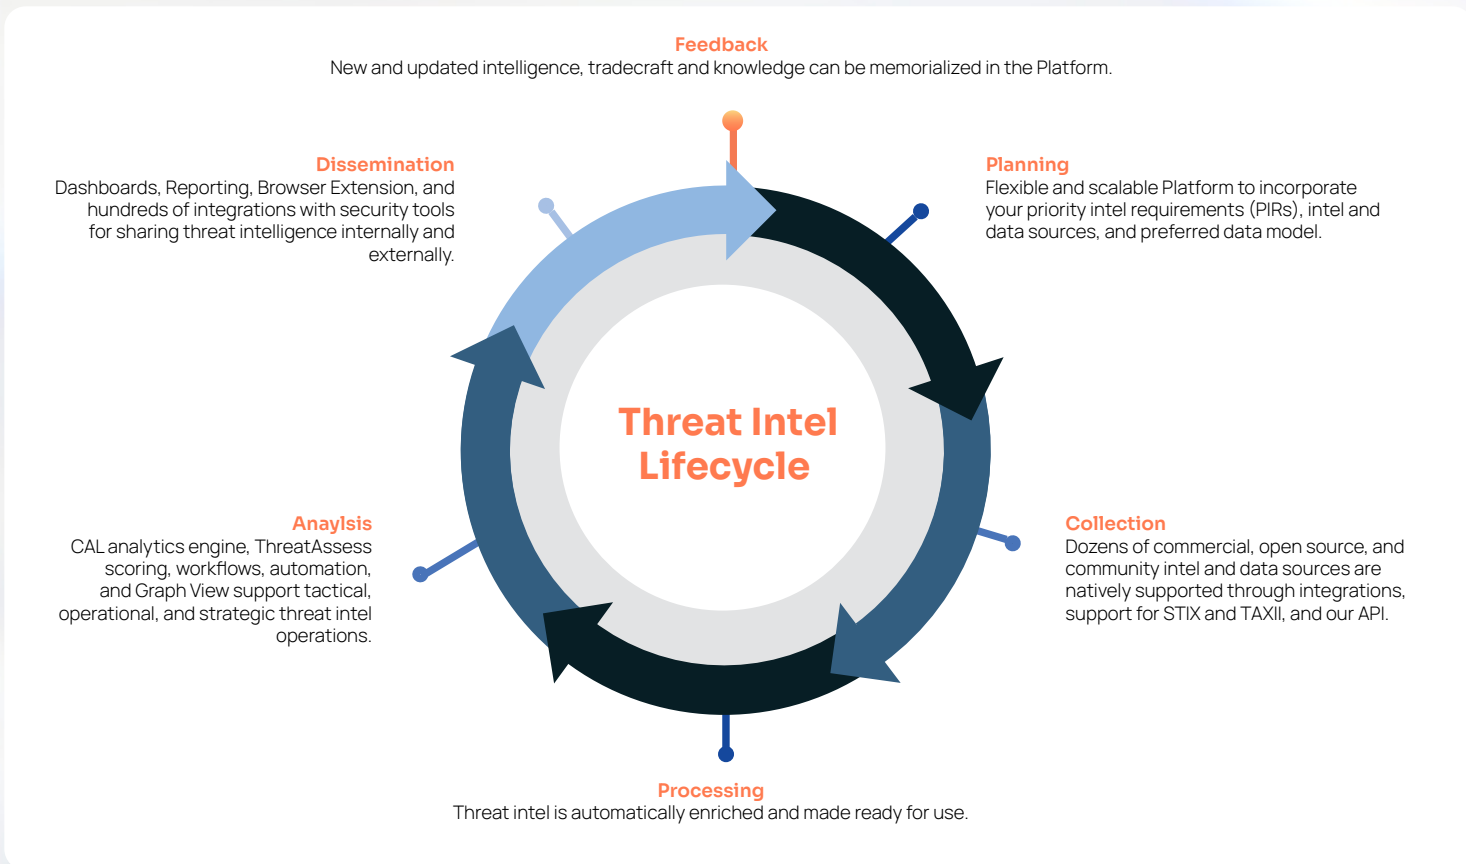 Feedback
New and updated intelligence, tradecraft and knowledge can be memorialized in the Platform.
Dissemination
Dashboards, Reporting, Browser Extension, and
hundreds of integrations with security tools
for sharing threat intelligence internally and
externally.
Planning
Flexible and scalable Platform to incorporate
your priority intel requirements (PIRs), intel and
data sources, and preferred data model.
Threat Intel
Lifecycle
Anaylsis
CAL analytics engine, ThreatAssess
scoring, workflows, automation,
and Graph View support tactical,
operational, and strategic threat intel
operations.
Collection
Dozens of commercial, open source, and
community intel and data sources are
natively supported through integrations,
support for STIX and TAXII, and our API.
Processing
Threat intel is automatically enriched and made ready for use.